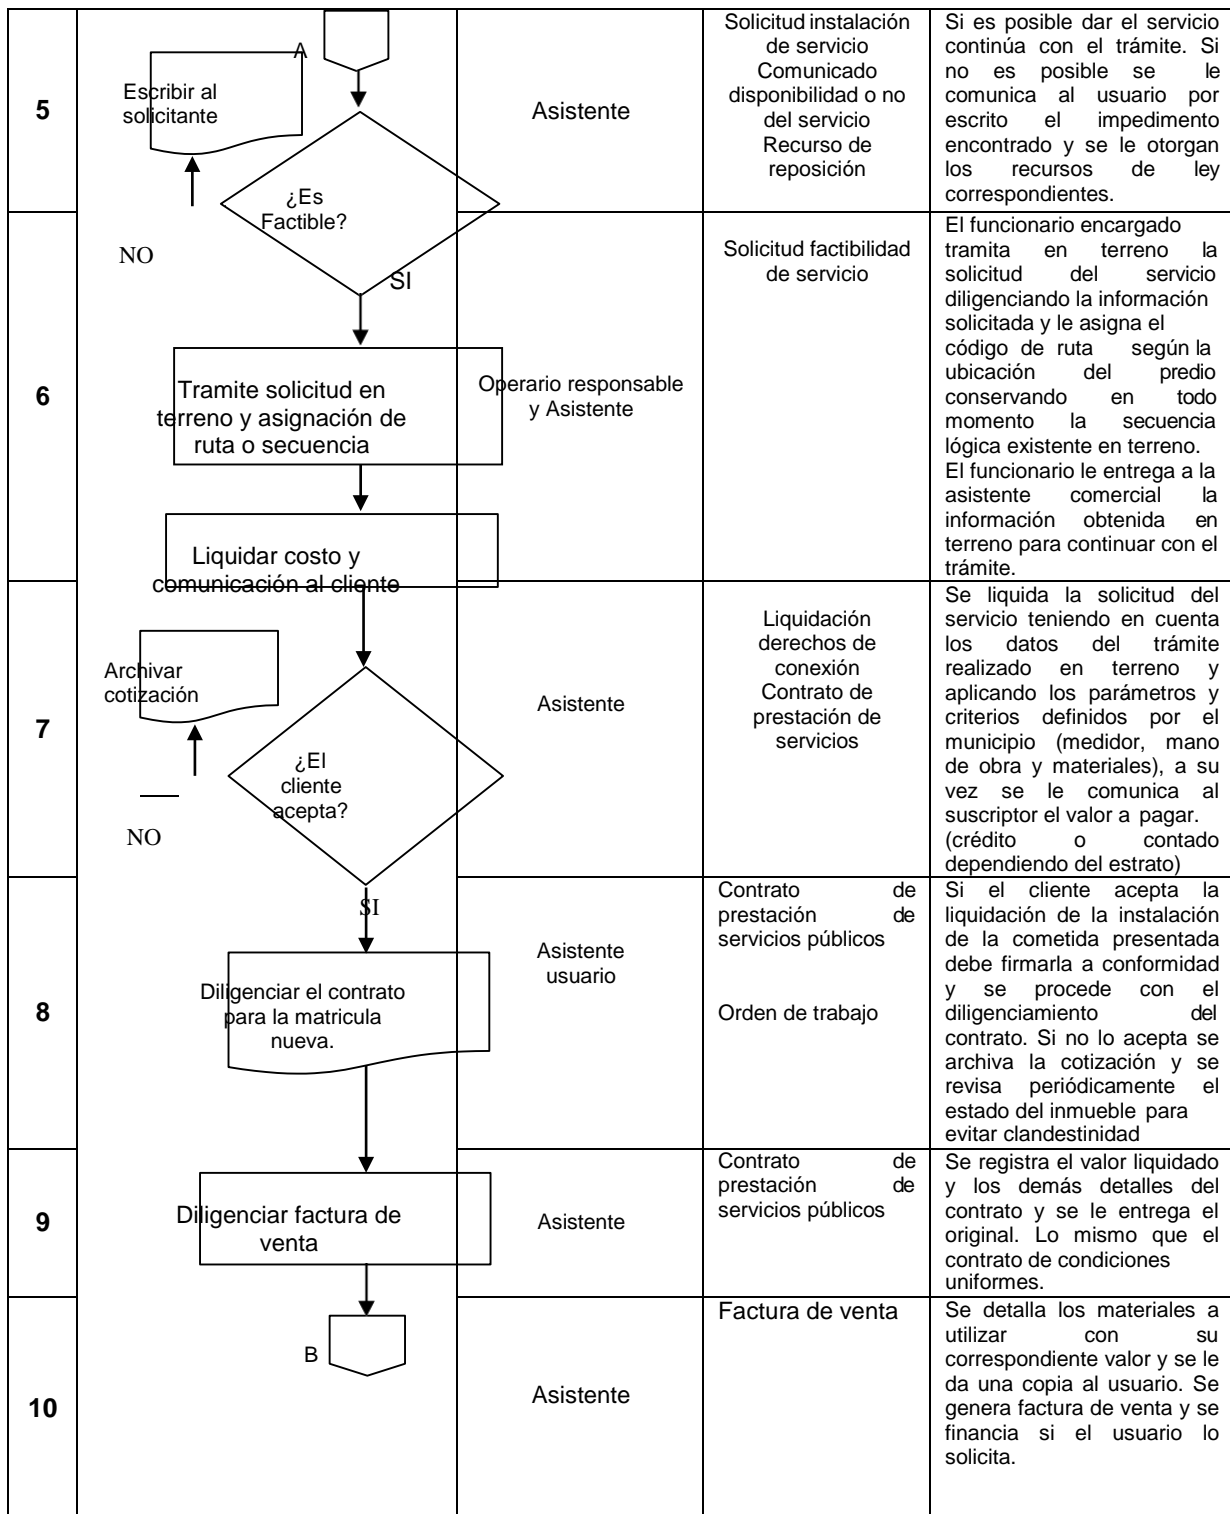 5
A
Escribir al
solicitante
¿Es
Factible?
NO
SI
Asistente
Solicitud instalación
de servicio
Comunicado
disponibilidad o no
del servicio
Recurso de
reposición
Si es posible dar el servicio
continúa con el trámite. Si
no es posible se le
comunica al usuario por
escrito el impedimento
encontrado y se le otorgan
los recursos de ley
correspondientes.
6
Tramite solicitud en
terreno y asignación de
ruta o secuencia
Liquidar costo y
comunicación al cliente
Operario responsable
y Asistente
Solicitud factibilidad
de servicio
El funcionario encargado
tramita en terreno la
solicitud del servicio
diligenciando la información
solicitada y le asigna el
código de ruta según la
ubicación del predio
conservando en todo
momento la secuencia
lógica existente en terreno.
El funcionario le entrega a la
asistente comercial la
información obtenida en
terreno para continuar con el
trámite.
7
Archivar
cotización
¿El
cliente
acepta?
NO
SI
Asistente
Liquidación
derechos de
conexión
Contrato de
prestación de
servicios
Se liquida la solicitud del
servicio teniendo en cuenta
los datos del trámite
realizado en terreno y
aplicando los parámetros y
criterios definidos por el
municipio (medidor, mano
de obra y materiales), a su
vez se le comunica al
suscriptor el valor a pagar.
(crédito o contado
dependiendo del estrato)
8
Diligenciar el contrato
para la matricula
nueva.
Asistente
usuario
Contrato de
prestación de
servicios públicos
Orden de trabajo
Si el cliente acepta la
liquidación de la instalación
de la cometida presentada
debe firmarla a conformidad
y se procede con el
diligenciamiento del
contrato. Si no lo acepta se
archiva la cotización y se
revisa periódicamente el
estado del inmueble para
evitar clandestinidad
9
Diligenciar factura de
venta
Asistente
Contrato de
prestación de
servicios públicos
Se registra el valor liquidado
y los demás detalles del
contrato y se le entrega el
original. Lo mismo que el
contrato de condiciones
uniformes.
10
B
Asistente
Factura de venta
Se detalla los materiales a
utilizar con su
correspondiente valor y se le
da una copia al usuario. Se
genera factura de venta y se
financia si el usuario lo
solicita.